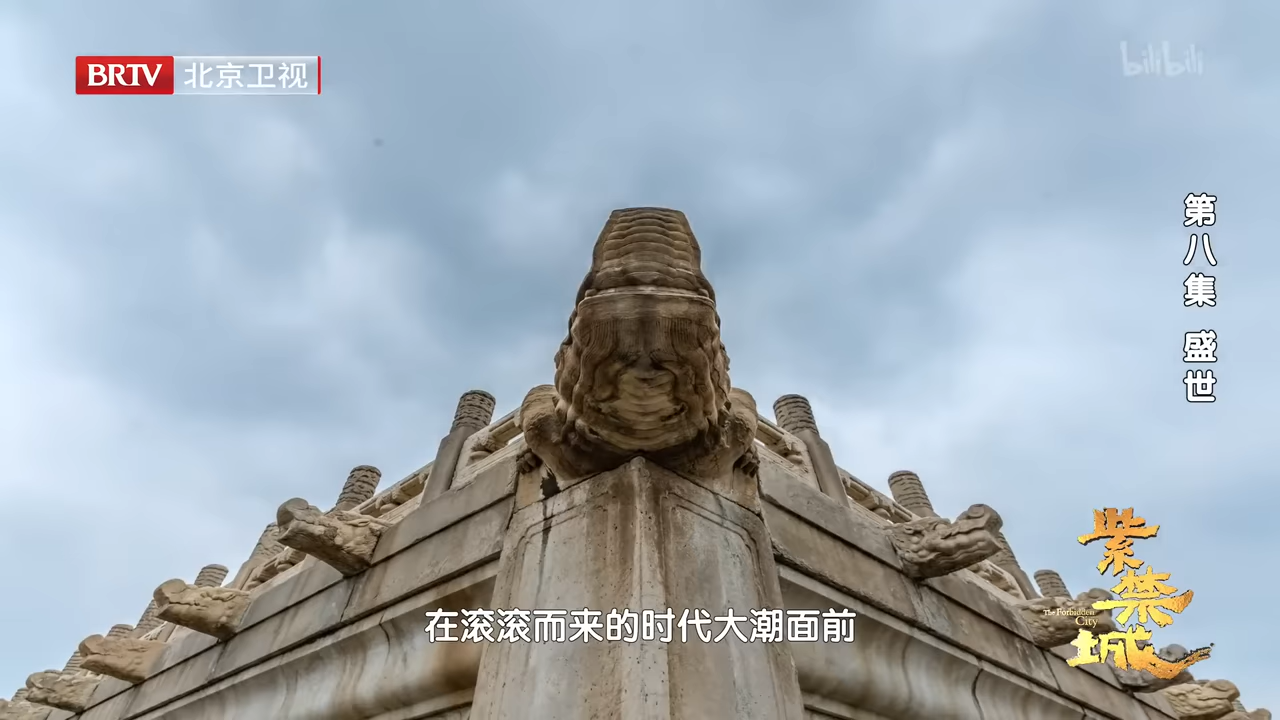 BRTV 北京卫视
bilibili
第八集 盛世
紫禁城
The Forbidden
City
在滚滚而来的时代大潮面前